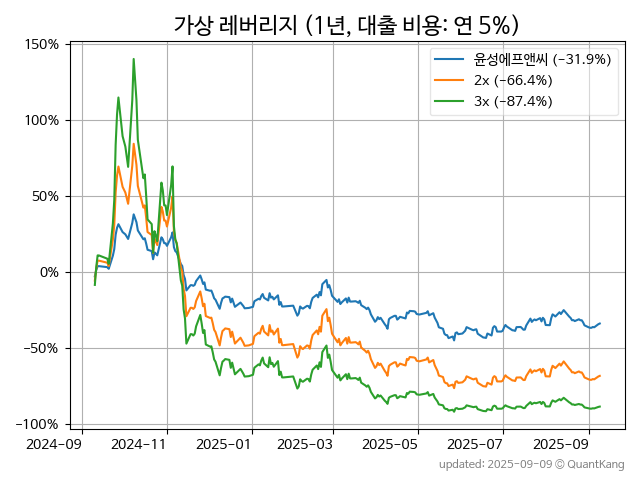 가상 레버리지 (1년, 대출 비용: 연 5%)
윤성에프앤씨 (−31.9%)
2x (−66.4%)
3x (−87.4%)
150%
100%
50%
0%
−50%
−100%
2024-09
2024-11
2025-01
2025-03
2025-05
2025-07
2025-09
updated: 2025-09-09 © QuantKang